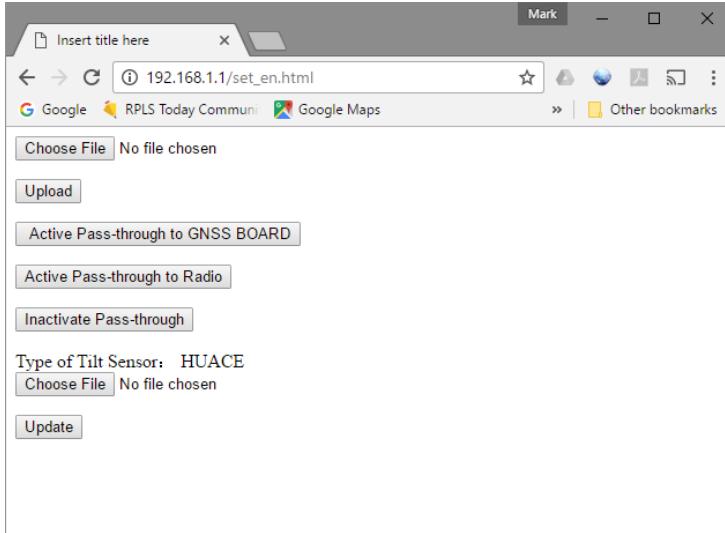 Mark
Insert title here
192.168.1.1/set_en.html
Google RPLS Today Communi Google Maps » Other bookmarks
Choose File No file chosen
Upload
Active Pass-through to GNSS BOARD
Active Pass-through to Radio
Inactivate Pass-through
Type of Tilt Sensor： HUACE
Choose File No file chosen
Update